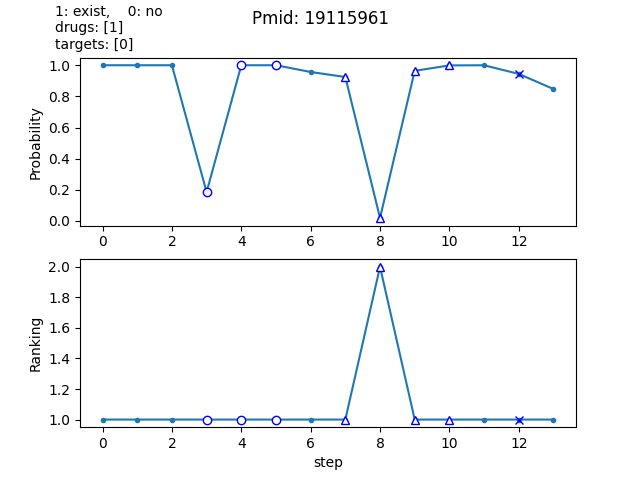 1: exist,    0: no
drugs: [1]
targets: [0]
Pmid: 19115961
1.0
0.8
0.6
0.4
0.2
0.0
Probability
0 2 4 6 8 10 12
2.0
1.8
1.6
1.4
1.2
1.0
Ranking
0 2 4 6 8 10 12
step